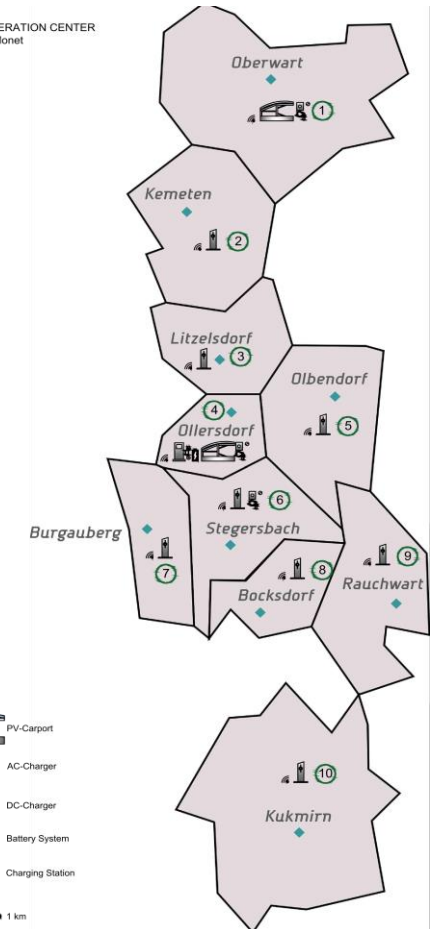 ERATION CENTER
onet
Oberwart
1
Kemeten
2
Litzelsdorf
3
Olbendorf
4
Ollersdorf
5
6
Burgauberg
Stegersbach
7
8
9
Bocksdorf
Rauchwart
10
Kukmirn
PV-Carport
AC-Charger
DC-Charger
Battery System
Charging Station
1 km